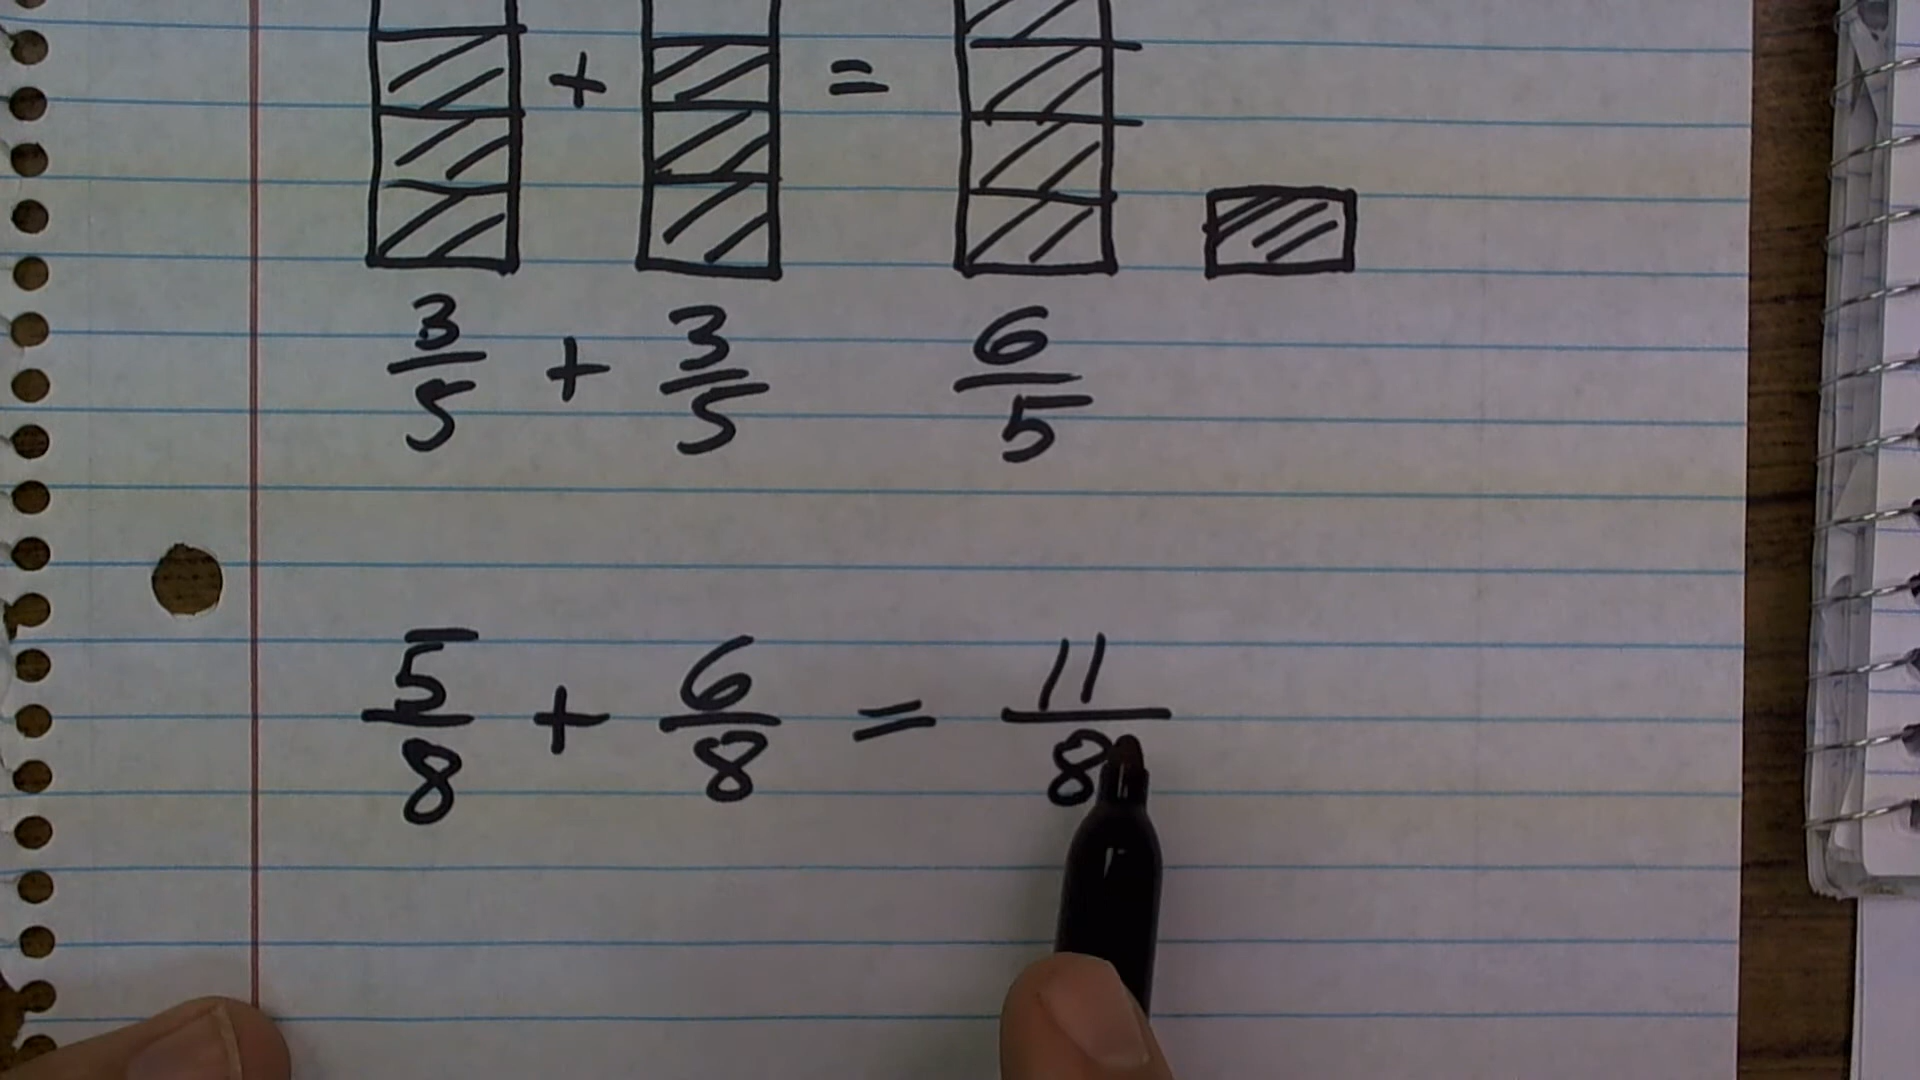 + =
3/5 + 3/5 6/5
5/8 + 6/8 = 11/8